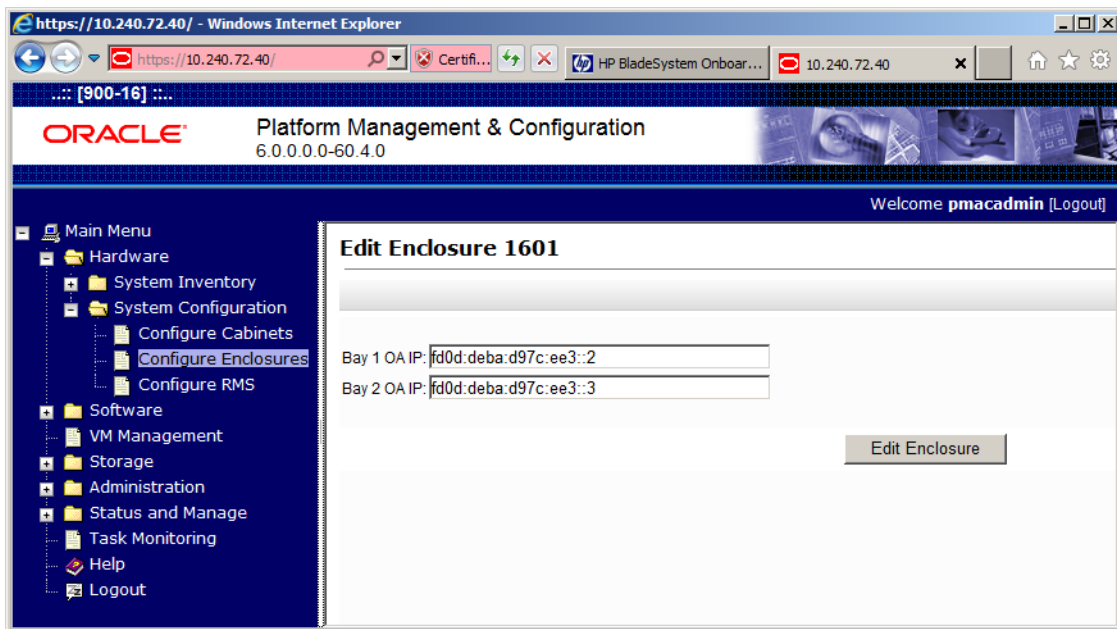 https://10.240.72.40/ - Windows Internet Explorer
https://10.240.72.40/
Certifi...
HP BladeSystem Onboar...
10.240.72.40
..:: [900-16] ::..
ORACLE®
Platform Management & Configuration
6.0.0.0.0-60.4.0
Welcome pmacadmin [Logout]
Main Menu
Hardware
System Inventory
System Configuration
Configure Cabinets
Configure Enclosures
Configure RMS
Software
VM Management
Storage
Administration
Status and Manage
Task Monitoring
Help
Logout
Edit Enclosure 1601
Bay 1 OA IP: fd0d:deba:d97c:ee3::2
Bay 2 OA IP: fd0d:deba:d97c:ee3::3
Edit Enclosure